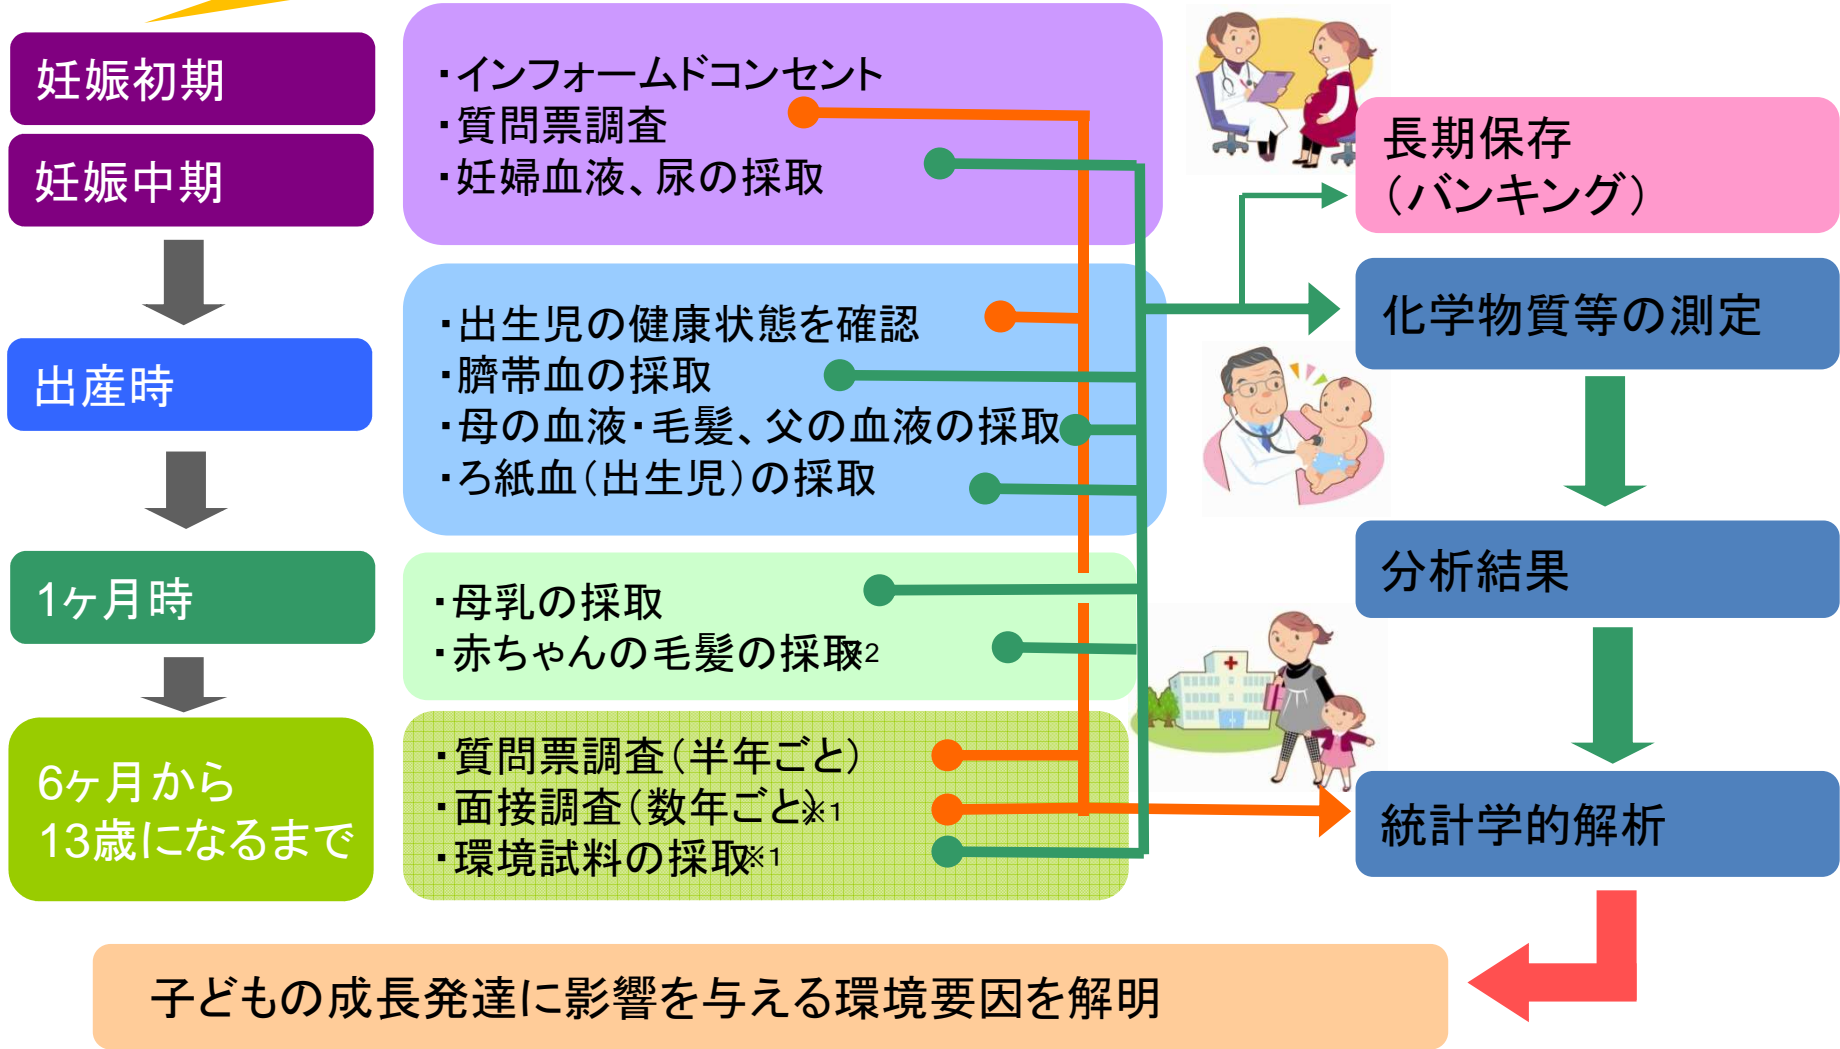 妊娠初期
妊娠中期
出産時
1ヶ月時
6ヶ月から
13歳になるまで
・インフォームドコンセント
・質問票調査
・妊婦血液、尿の採取
・出生児の健康状態を確認
・臍帯血の採取
・母の血液・毛髪、父の血液の採取
・ろ紙血（出生児）の採取
・母乳の採取
・赤ちゃんの毛髪の採取※2
・質問票調査（半年ごと）
・面接調査（数年ごと）※1
・環境試料の採取※1
長期保存
（バンキング）
化学物質等の測定
分析結果
統計学的解析
子どもの成長発達に影響を与える環境要因を解明